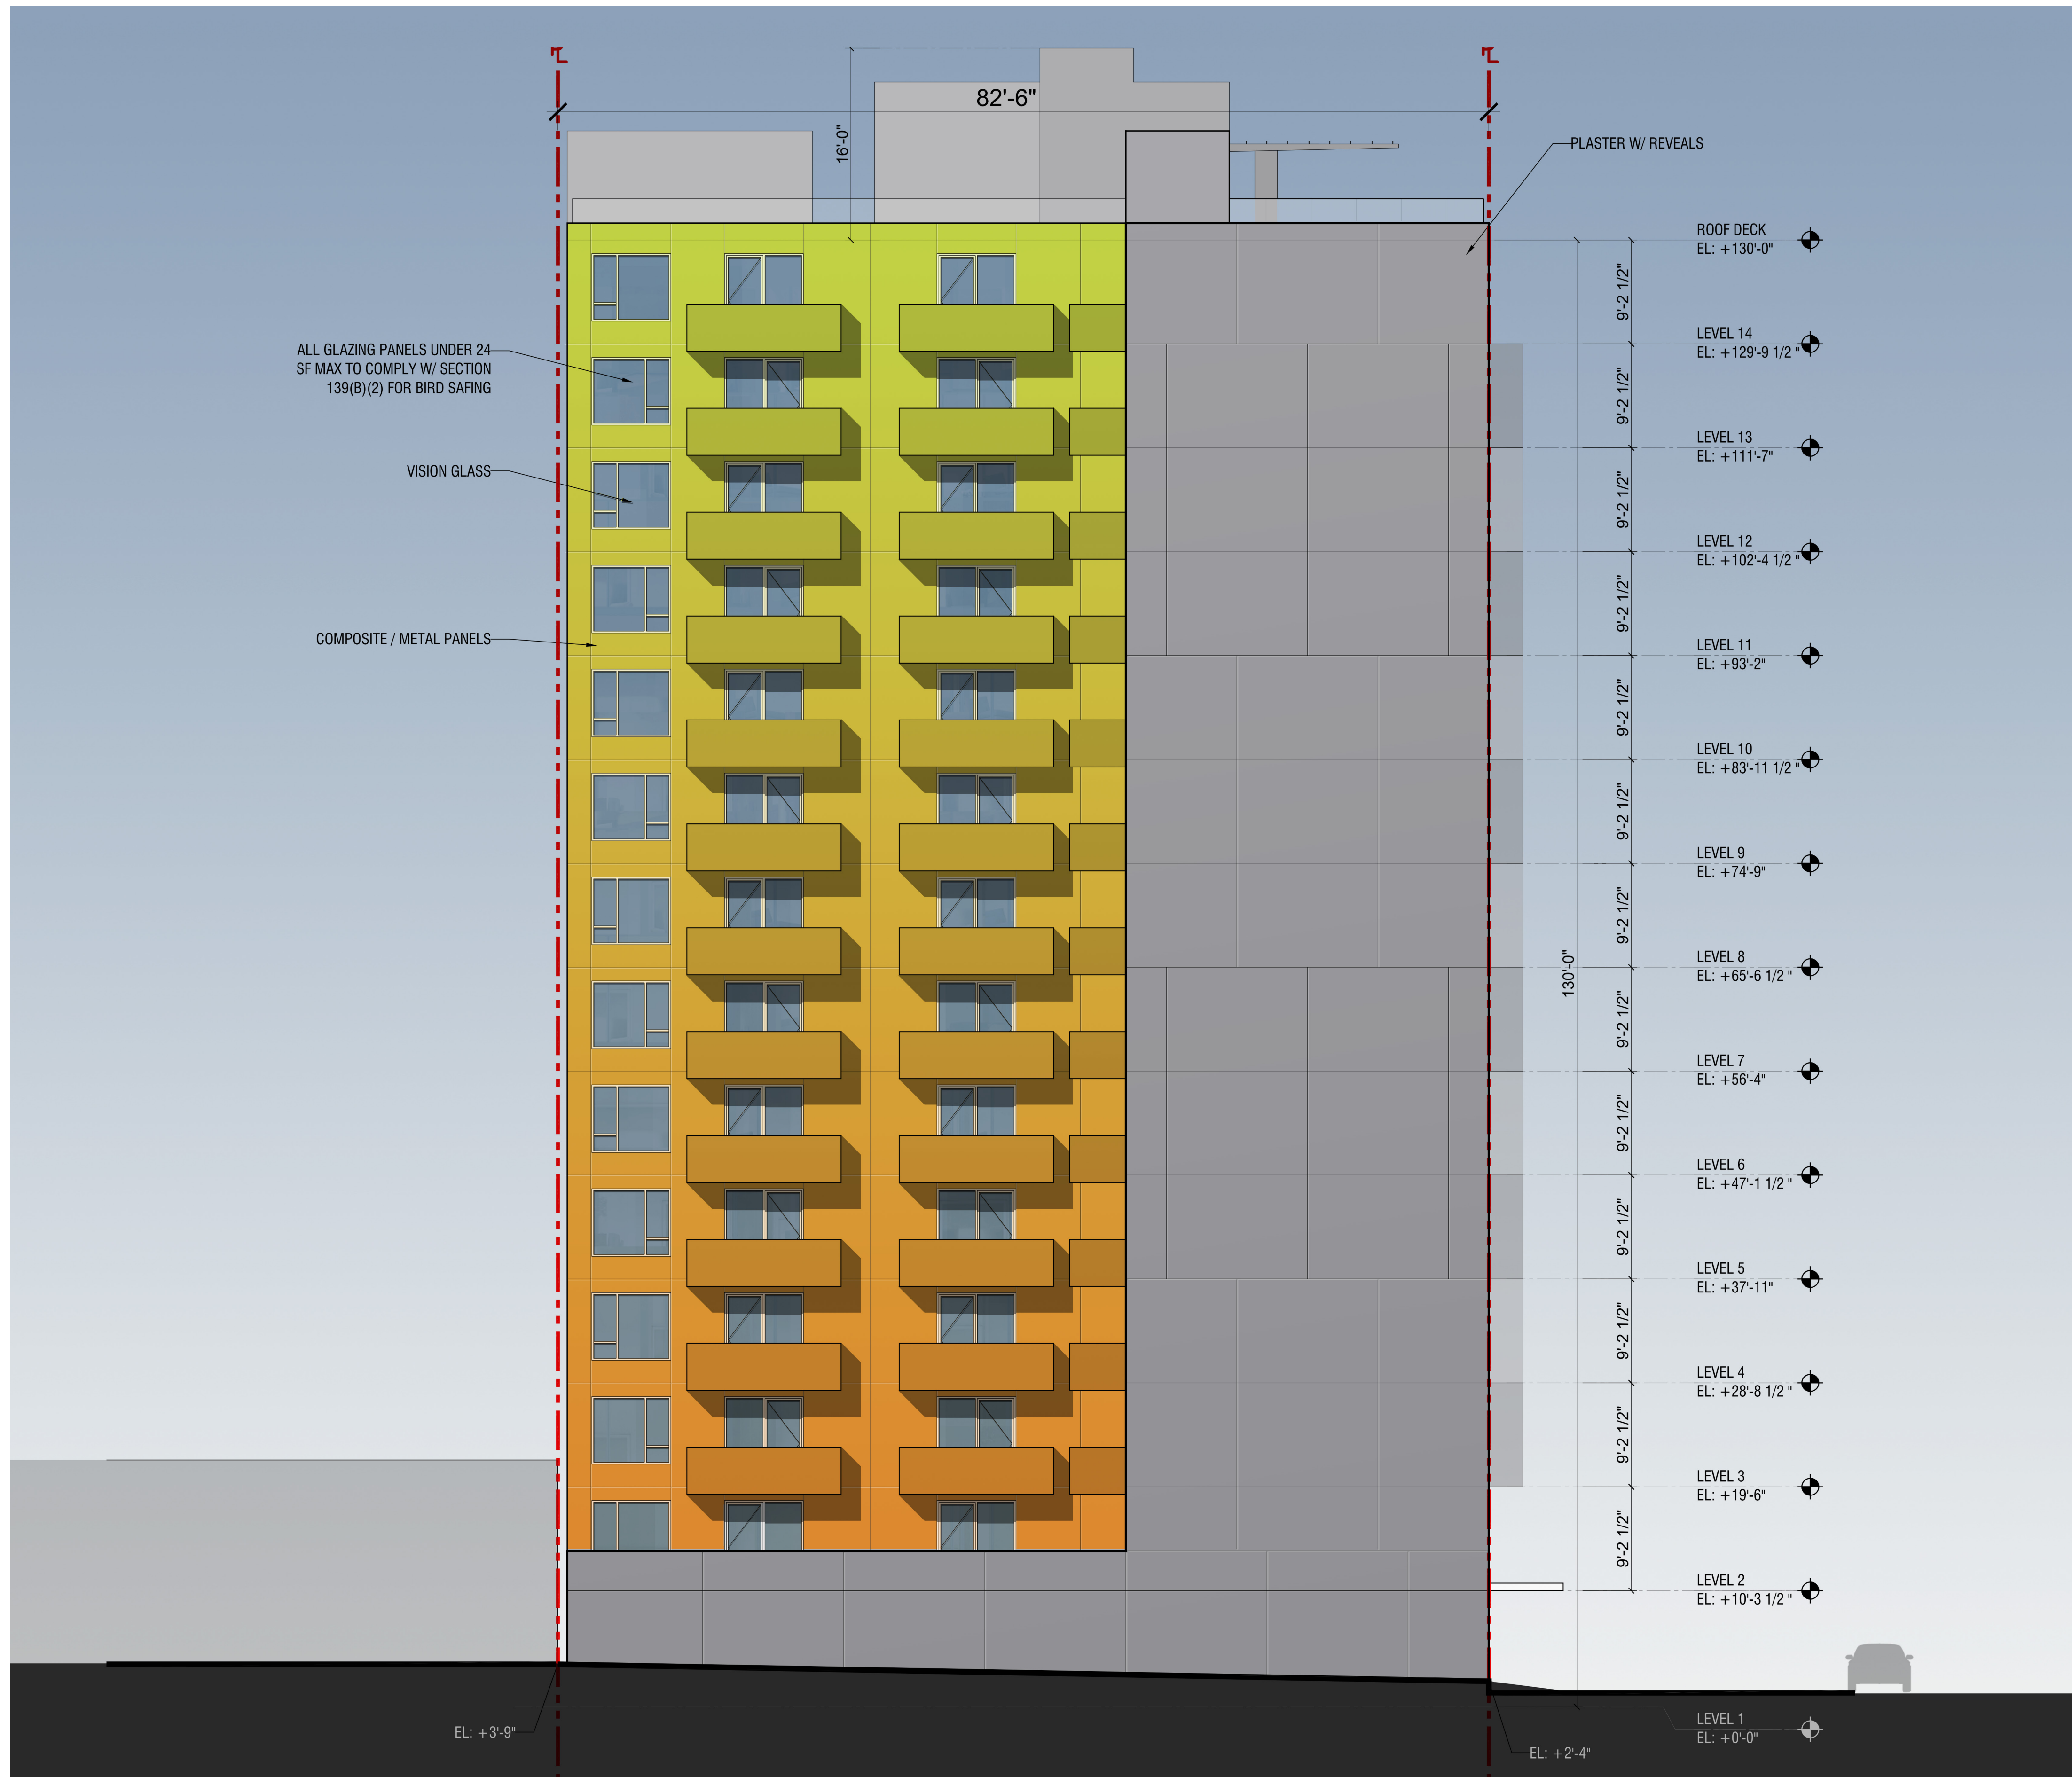 82'-6"
16'-0"
PLASTER W/ REVEALS
ROOF DECK
EL: +130'-0"
9'-2 1/2"
LEVEL 14
EL: +129'-9 1/2 "
ALL GLAZING PANELS UNDER 24
SF MAX TO COMPLY W/ SECTION
139(B)(2) FOR BIRD SAFING
9'-2 1/2"
LEVEL 13
EL: +111'-7"
VISION GLASS
9'-2 1/2"
LEVEL 12
EL: +102'-4 1/2 "
9'-2 1/2"
COMPOSITE / METAL PANELS
LEVEL 11
EL: +93'-2"
9'-2 1/2"
LEVEL 10
EL: +83'-11 1/2 "
9'-2 1/2"
LEVEL 9
EL: +74'-9"
9'-2 1/2"
LEVEL 8
EL: +65'-6 1/2 "
130'-0"
9'-2 1/2"
LEVEL 7
EL: +56'-4"
9'-2 1/2"
LEVEL 6
EL: +47'-1 1/2 "
9'-2 1/2"
LEVEL 5
EL: +37'-11"
9'-2 1/2"
LEVEL 4
EL: +28'-8 1/2 "
9'-2 1/2"
LEVEL 3
EL: +19'-6"
9'-2 1/2"
LEVEL 2
EL: +10'-3 1/2 "
LEVEL 1
EL: +0'-0"
EL: +3'-9"
EL: +2'-4"